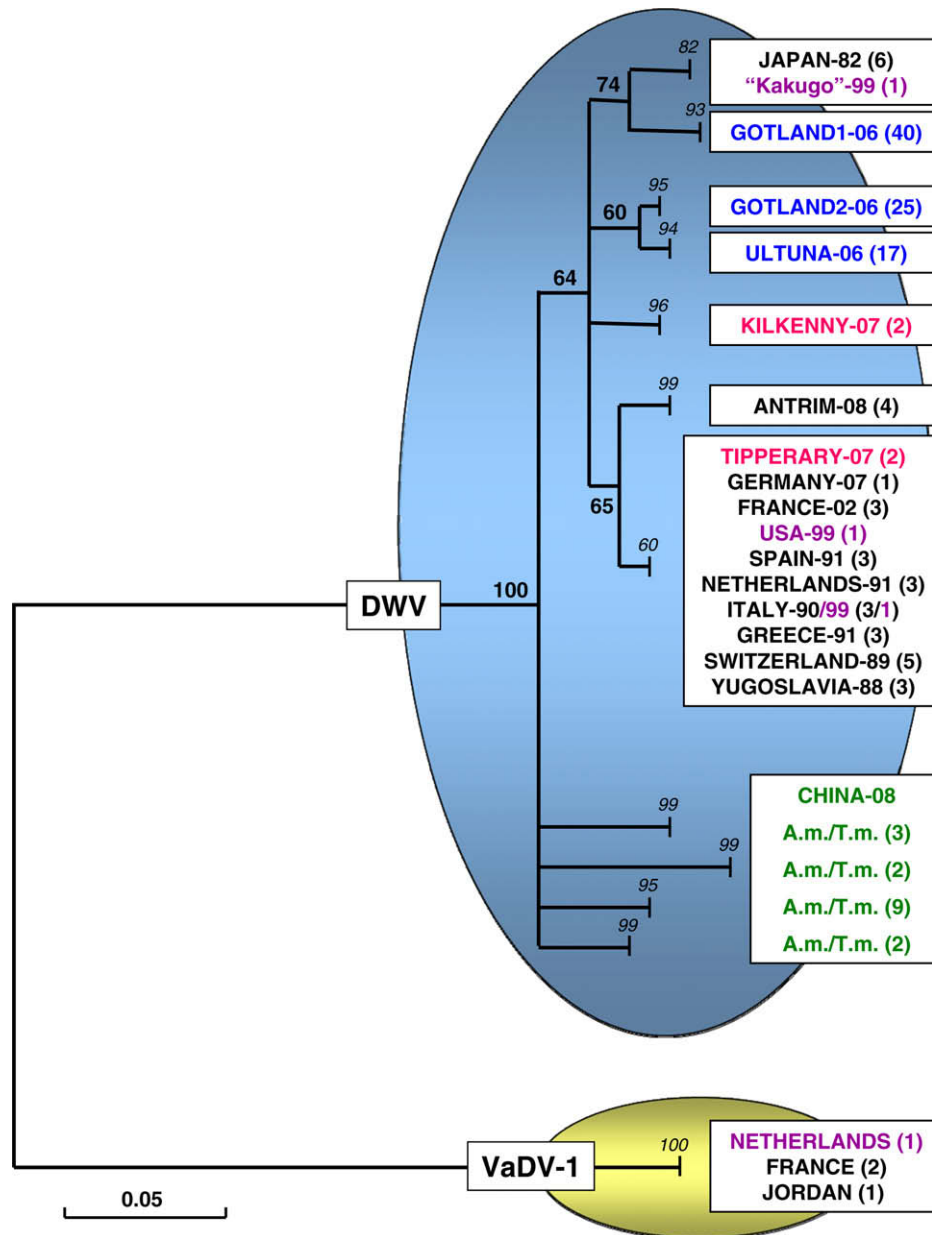 82
JAPAN-82 (6)
“Kakugo”-99 (1)
74
93
GOTLAND1-06 (40)
95
GOTLAND2-06 (25)
60
94
ULTUNA-06 (17)
64
96
KILKENNY-07 (2)
99
ANTRIM-08 (4)
TIPPERARY-07 (2)
GERMANY-07 (1)
FRANCE-02 (3)
65
USA-99 (1)
60
SPAIN-91 (3)
NETHERLANDS-91 (3)
ITALY-90/99 (3/1)
GREECE-91 (3)
SWITZERLAND-89 (5)
YUGOSLAVIA-88 (3)
DWV
100
CHINA-08
99
A.m./T.m. (3)
99
A.m./T.m. (2)
95
A.m./T.m. (9)
99
A.m./T.m. (2)
VaDV-1
100
NETHERLANDS (1)
FRANCE (2)
JORDAN (1)
0.05